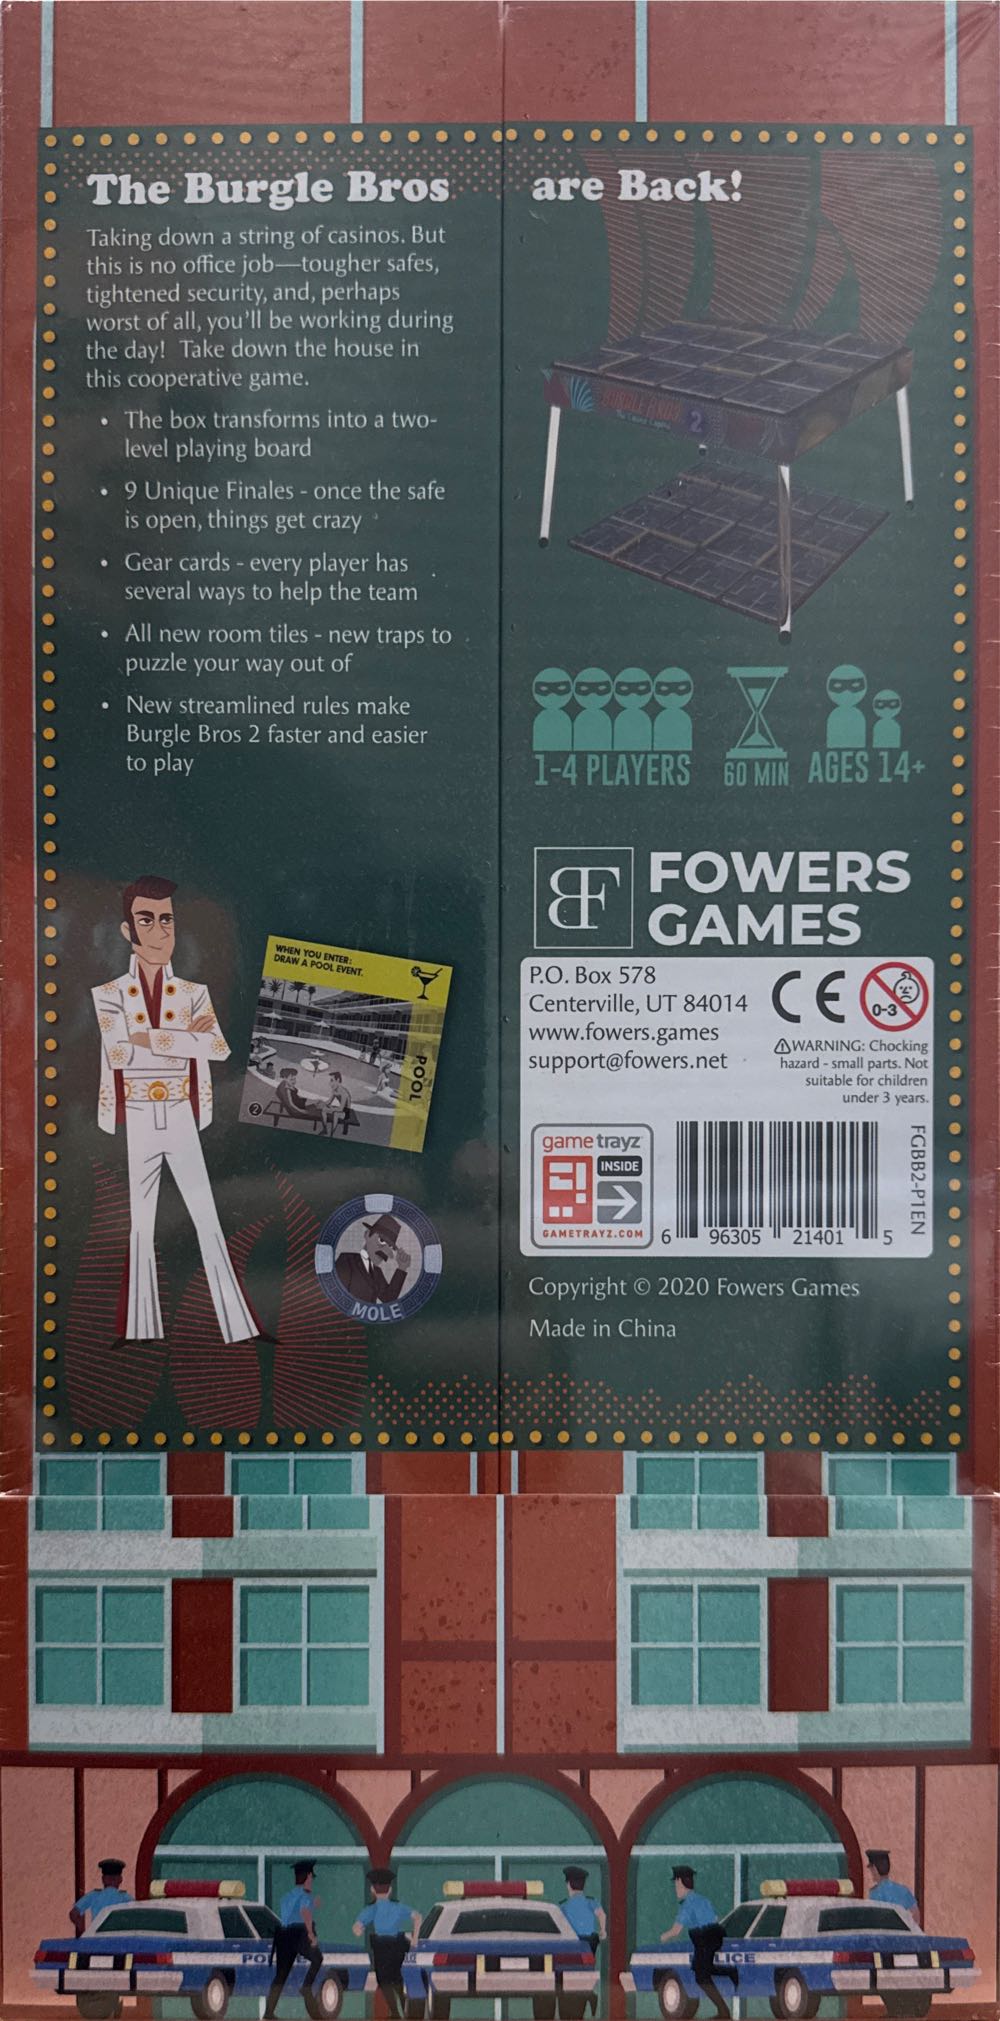 The Burgle Bros are Back!
Taking down a string of casinos. But
this is no office job—tougher safes,
tightened security, and, perhaps
worst of all, you'll be working during
the day! Take down the house in
this cooperative game.
• The box transforms into a two-
level playing board
• 9 Unique Finales - once the safe
is open, things get crazy
• Gear cards - every player has
several ways to help the team
• All new room tiles - new traps to
puzzle your way out of
• New streamlined rules make
Burgle Bros 2 faster and easier
to play
BURGLE BROS
2
1-4 PLAYERS
60 MIN
AGES 14+
WHEN YOU ENTER:
DRAW A POOL EVENT.
POOL
2
MOLE
BF
FOWERS
GAMES
P.O. Box 578
Centerville, UT 84014
www.fowers.games
support@fowers.net
CE
0-3
⚠WARNING: Chocking
hazard - small parts. Not
suitable for children
under 3 years.
gametrayz
INSIDE
GAMETRAYZ.COM
6 96305 21401 5
FGBB2-P1EN
Copyright © 2020 Fowers Games
Made in China
PO
LICE